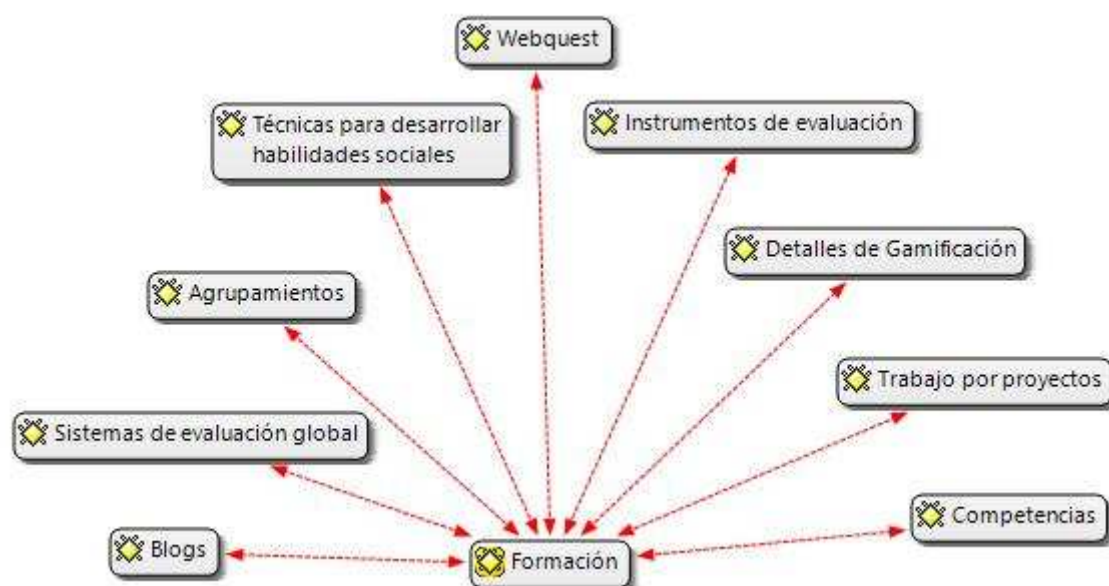 Webquest
Técnicas para desarrollar
habilidades sociales
Instrumentos de evaluación
Detalles de Gamificación
Agrupamientos
Trabajo por proyectos
Sistemas de evaluación global
Competencias
Blogs
Formación